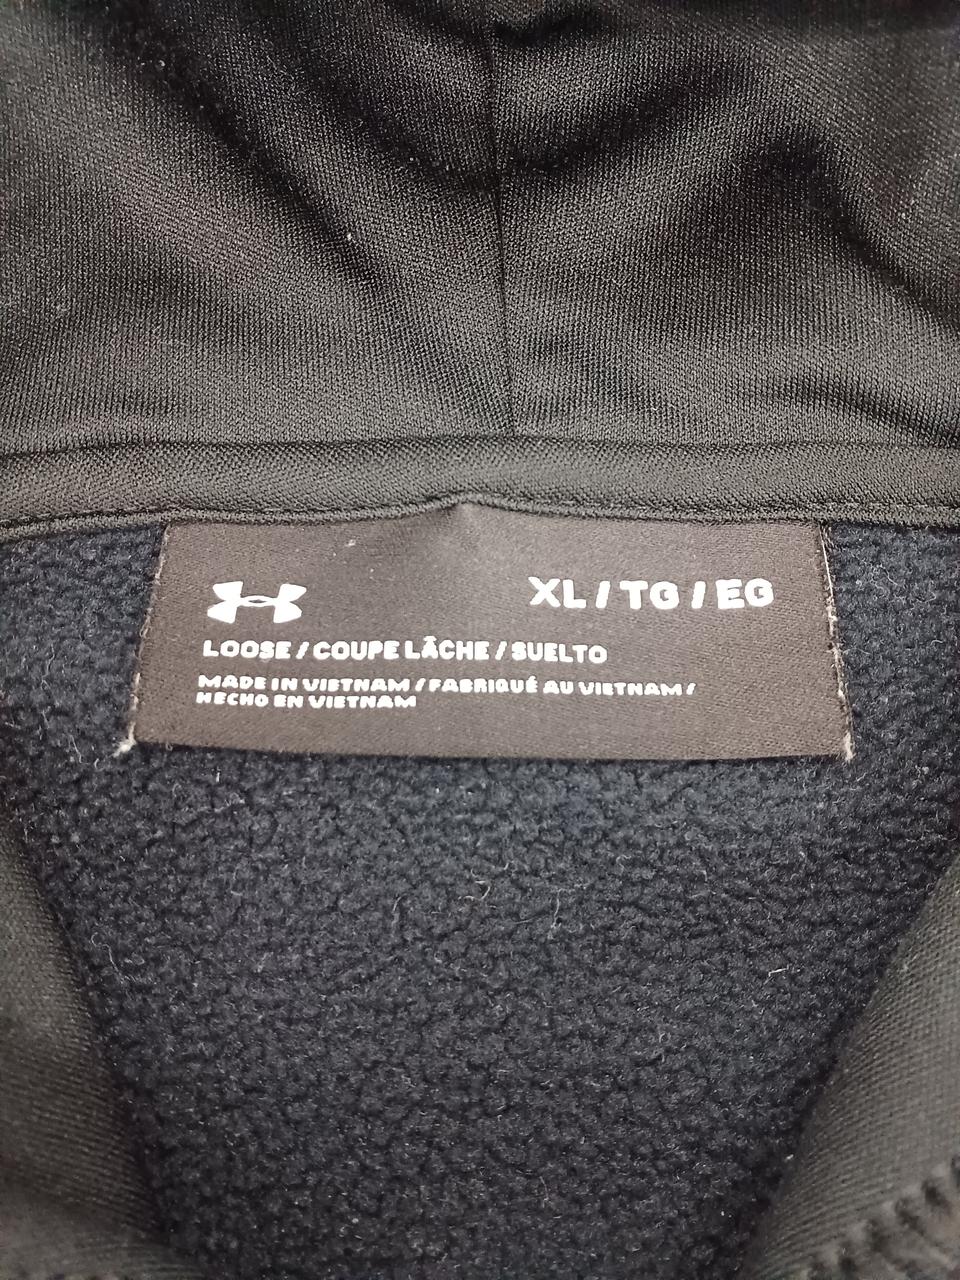 XL / TG / EG
LOOSE / COUPE LÂCHE / SUELTO
MADE IN VIETNAM / FABRIQUÉ AU VIETNAM /
HECHO EN VIETNAM